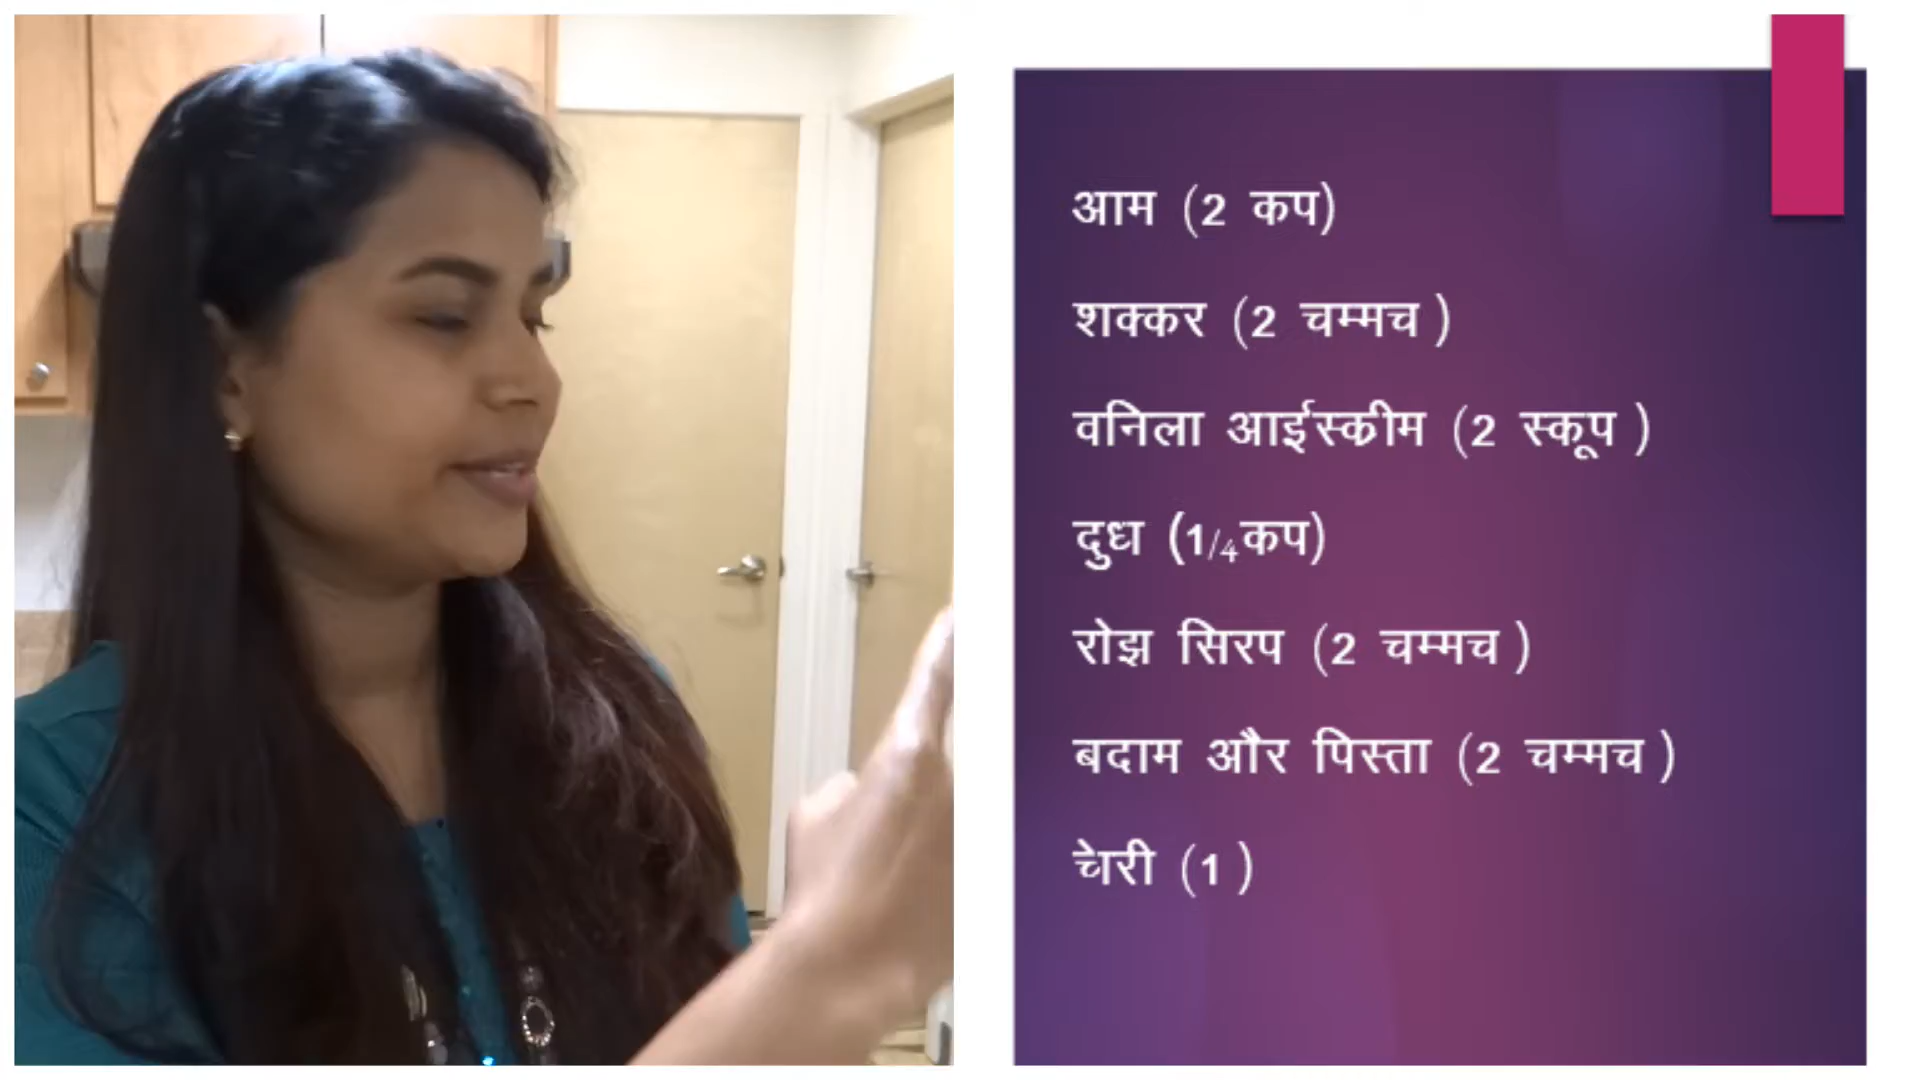 आम (2 कप)
शक्कर (2 चम्मच )
वनिला आईस्क्रीम (2 स्कूप )
दुध (1/4कप)
रोझ सिरप (2 चम्मच )
बदाम और पिस्ता (2 चम्मच )
चेारी (1 )